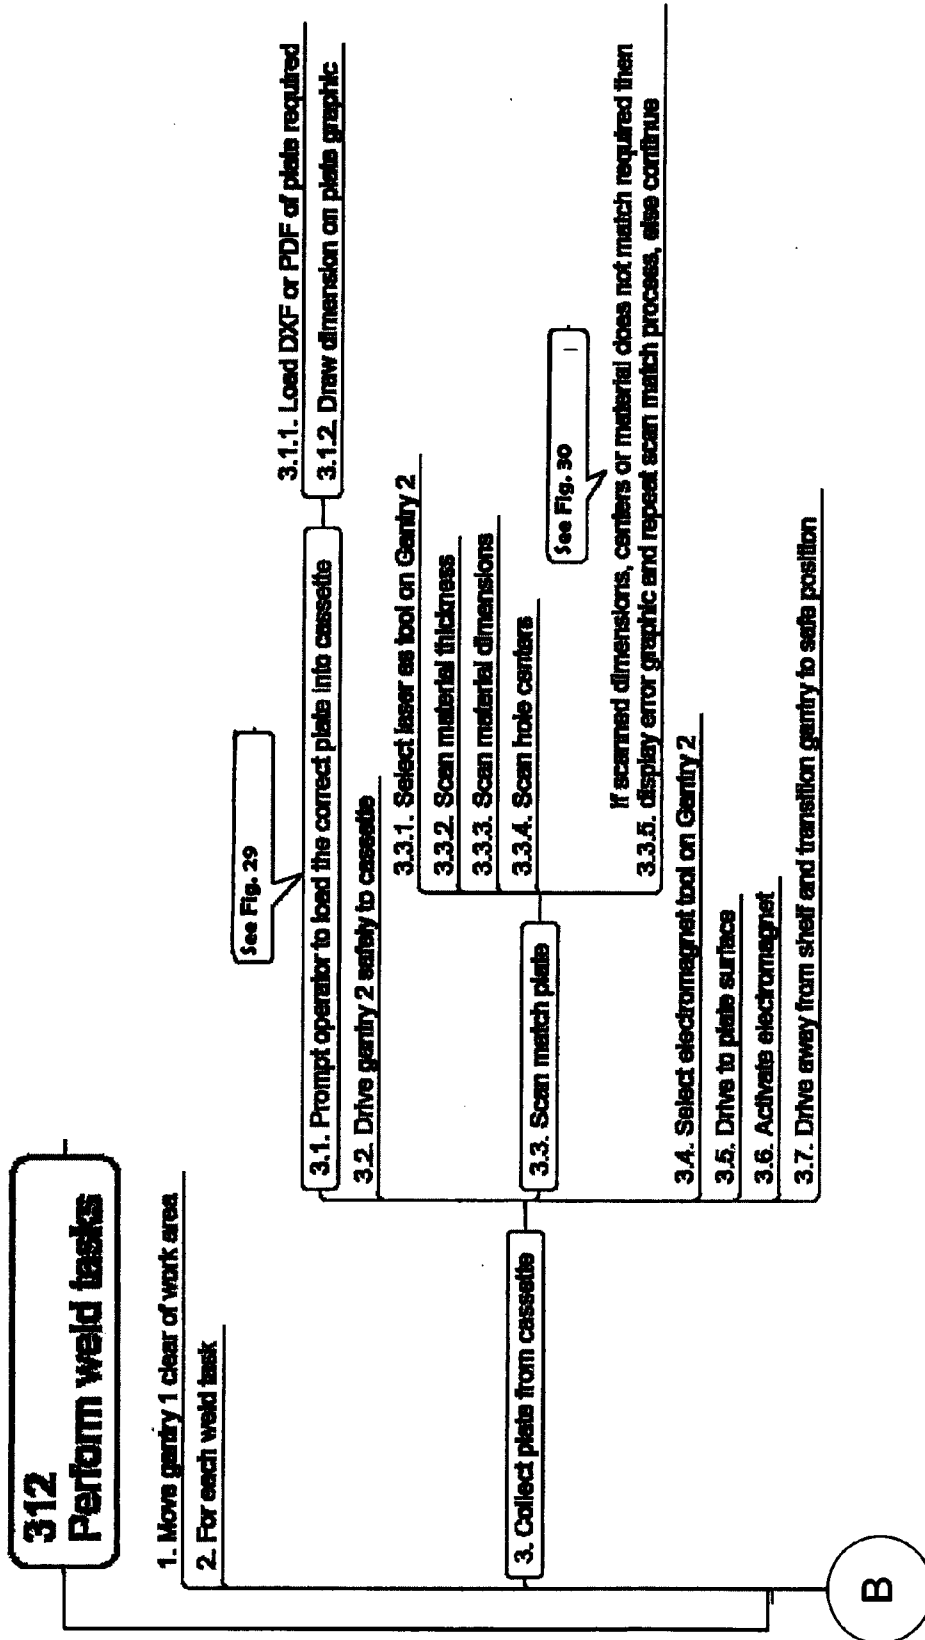 312
Perform weld tasks
1. Move gantry 1 clear of work area
2. For each weld task
3. Collect plate from cassette
See Fig. 29
3.1. Prompt operator to load the correct plate into cassette
3.1.1. Load DXF or PDF of plate required
3.1.2. Draw dimension on plate graphic
3.2. Drive gantry 2 safely to cassette
3.3. Scan match plate
3.3.1. Select laser as tool on Gantry 2
3.3.2. Scan material thickness
3.3.3. Scan material dimensions
3.3.4. Scan hole centers
See Fig. 30
If scanned dimensions, centers or material does not match required then
3.3.5. display error graphic and repeat scan match process, else continue
3.4. Select electromagnet tool on Gantry 2
3.5. Drive to plate surface
3.6. Activate electromagnet
3.7. Drive away from shelf and transition gantry to safe position
B